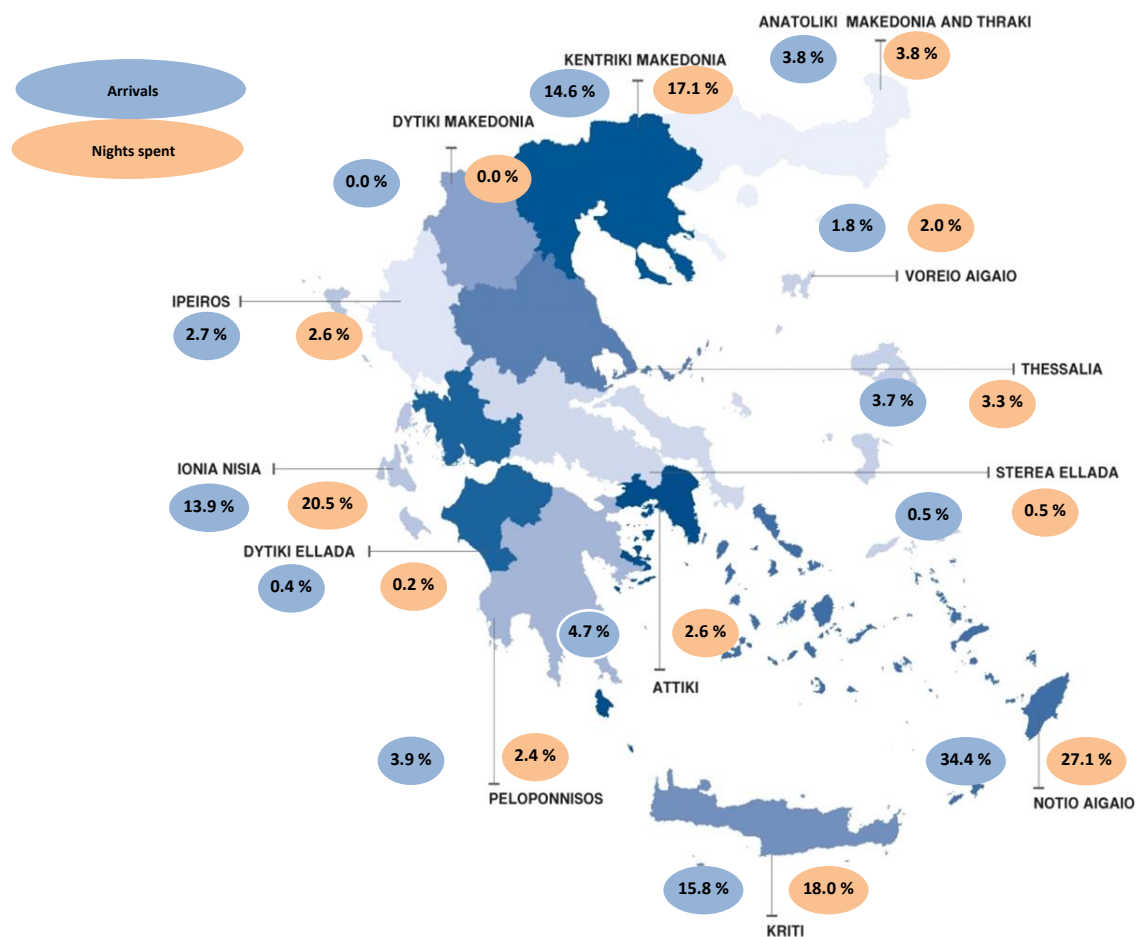 ANATOLIKI MAKEDONIA AND THRAKI
3.8 %
3.8 %
KENTRIKI MAKEDONIA
14.6 %
17.1 %
Arrivals
Nights spent
DYTIKI MAKEDONIA
0.0 %
0.0 %
1.8 %
2.0 %
VOREIO AIGAIO
IPEIROS
2.7 %
2.6 %
THESSALIA
3.7 %
3.3 %
IONIA NISIA
13.9 %
20.5 %
STEREA ELLADA
0.5 %
0.5 %
DYTIKI ELLADA
0.4 %
0.2 %
4.7 %
2.6 %
ATTIKI
3.9 %
2.4 %
PELOPONNISOS
34.4 %
27.1 %
NOTIO AIGAIO
15.8 %
18.0 %
KRITI